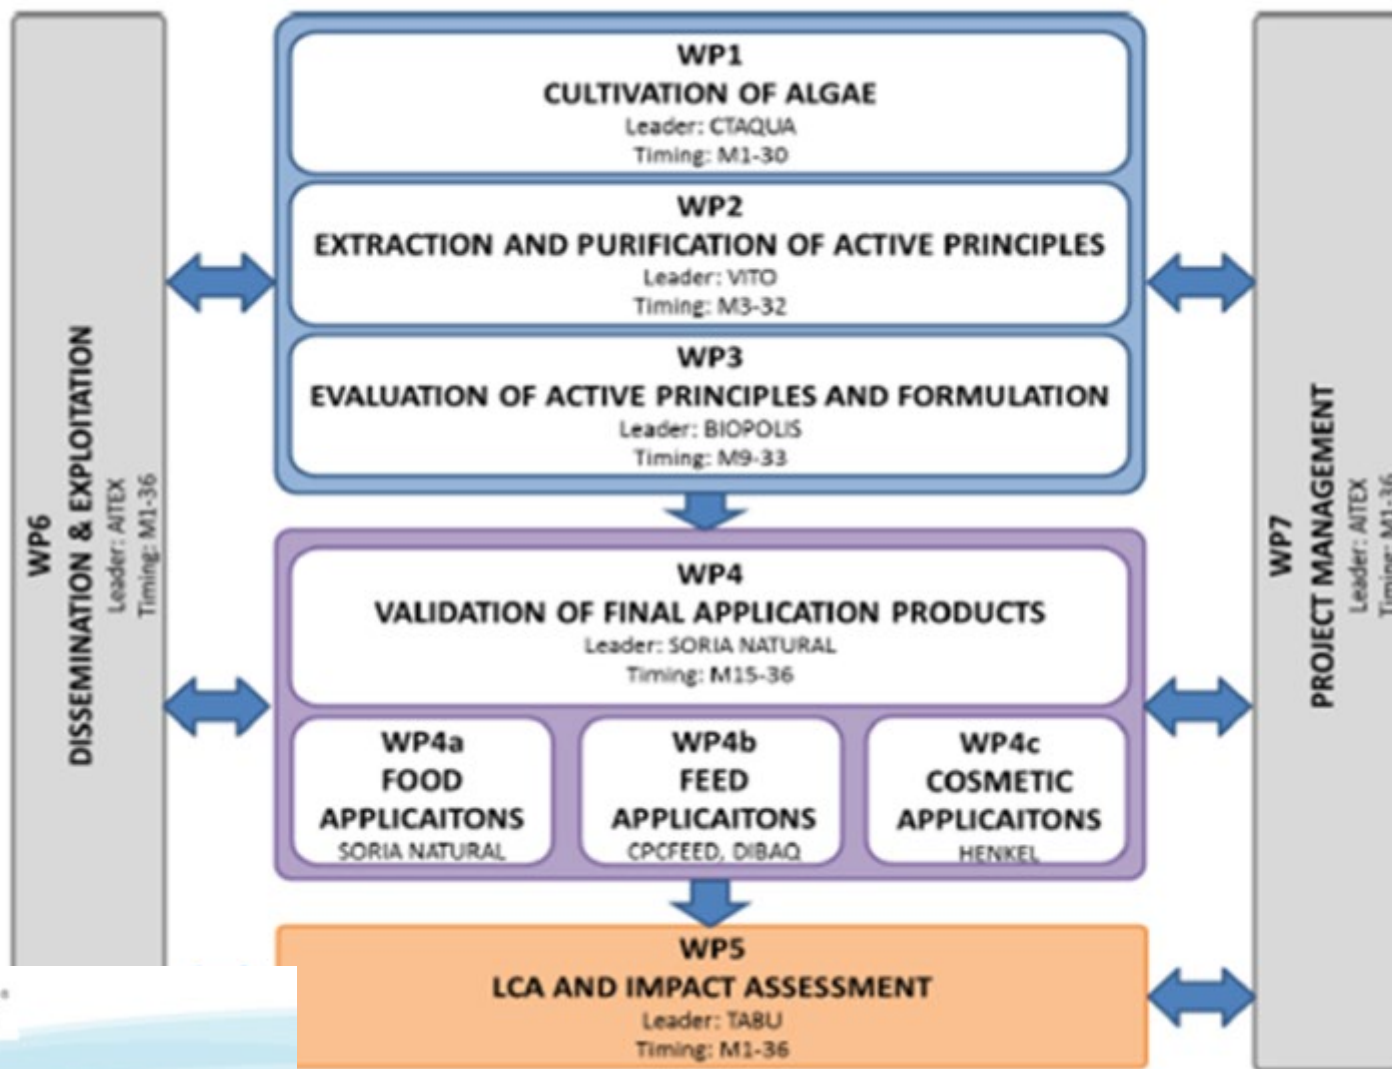 WP1
CULTIVATION OF ALGAE
Leader: CTAQUA
Timing: M1-30
WP2
EXTRACTION AND PURIFICATION OF ACTIVE PRINCIPLES
Leader: VITO
Timing: M3-32
WP3
EVALUATION OF ACTIVE PRINCIPLES AND FORMULATION
Leader: BIOPOLIS
Timing: M9-33
WP6
DISSEMINATION & EXPLOITATION
Leader: AITEX
Timing: M1-36
WP7
PROJECT MANAGEMENT
Leader: AITEX
Timing: M1-36
WP4
VALIDATION OF FINAL APPLICATION PRODUCTS
Leader: SORIA NATURAL
Timing: M15-36
WP4a
FOOD
APPLICAITONS
SORIA NATURAL
WP4b
FEED
APPLICAITONS
CPCFEED, DIBAQ
WP4c
COSMETIC
APPLICAITONS
HENKEL
WP5
LCA AND IMPACT ASSESSMENT
Leader: TABU
Timing: M1-36